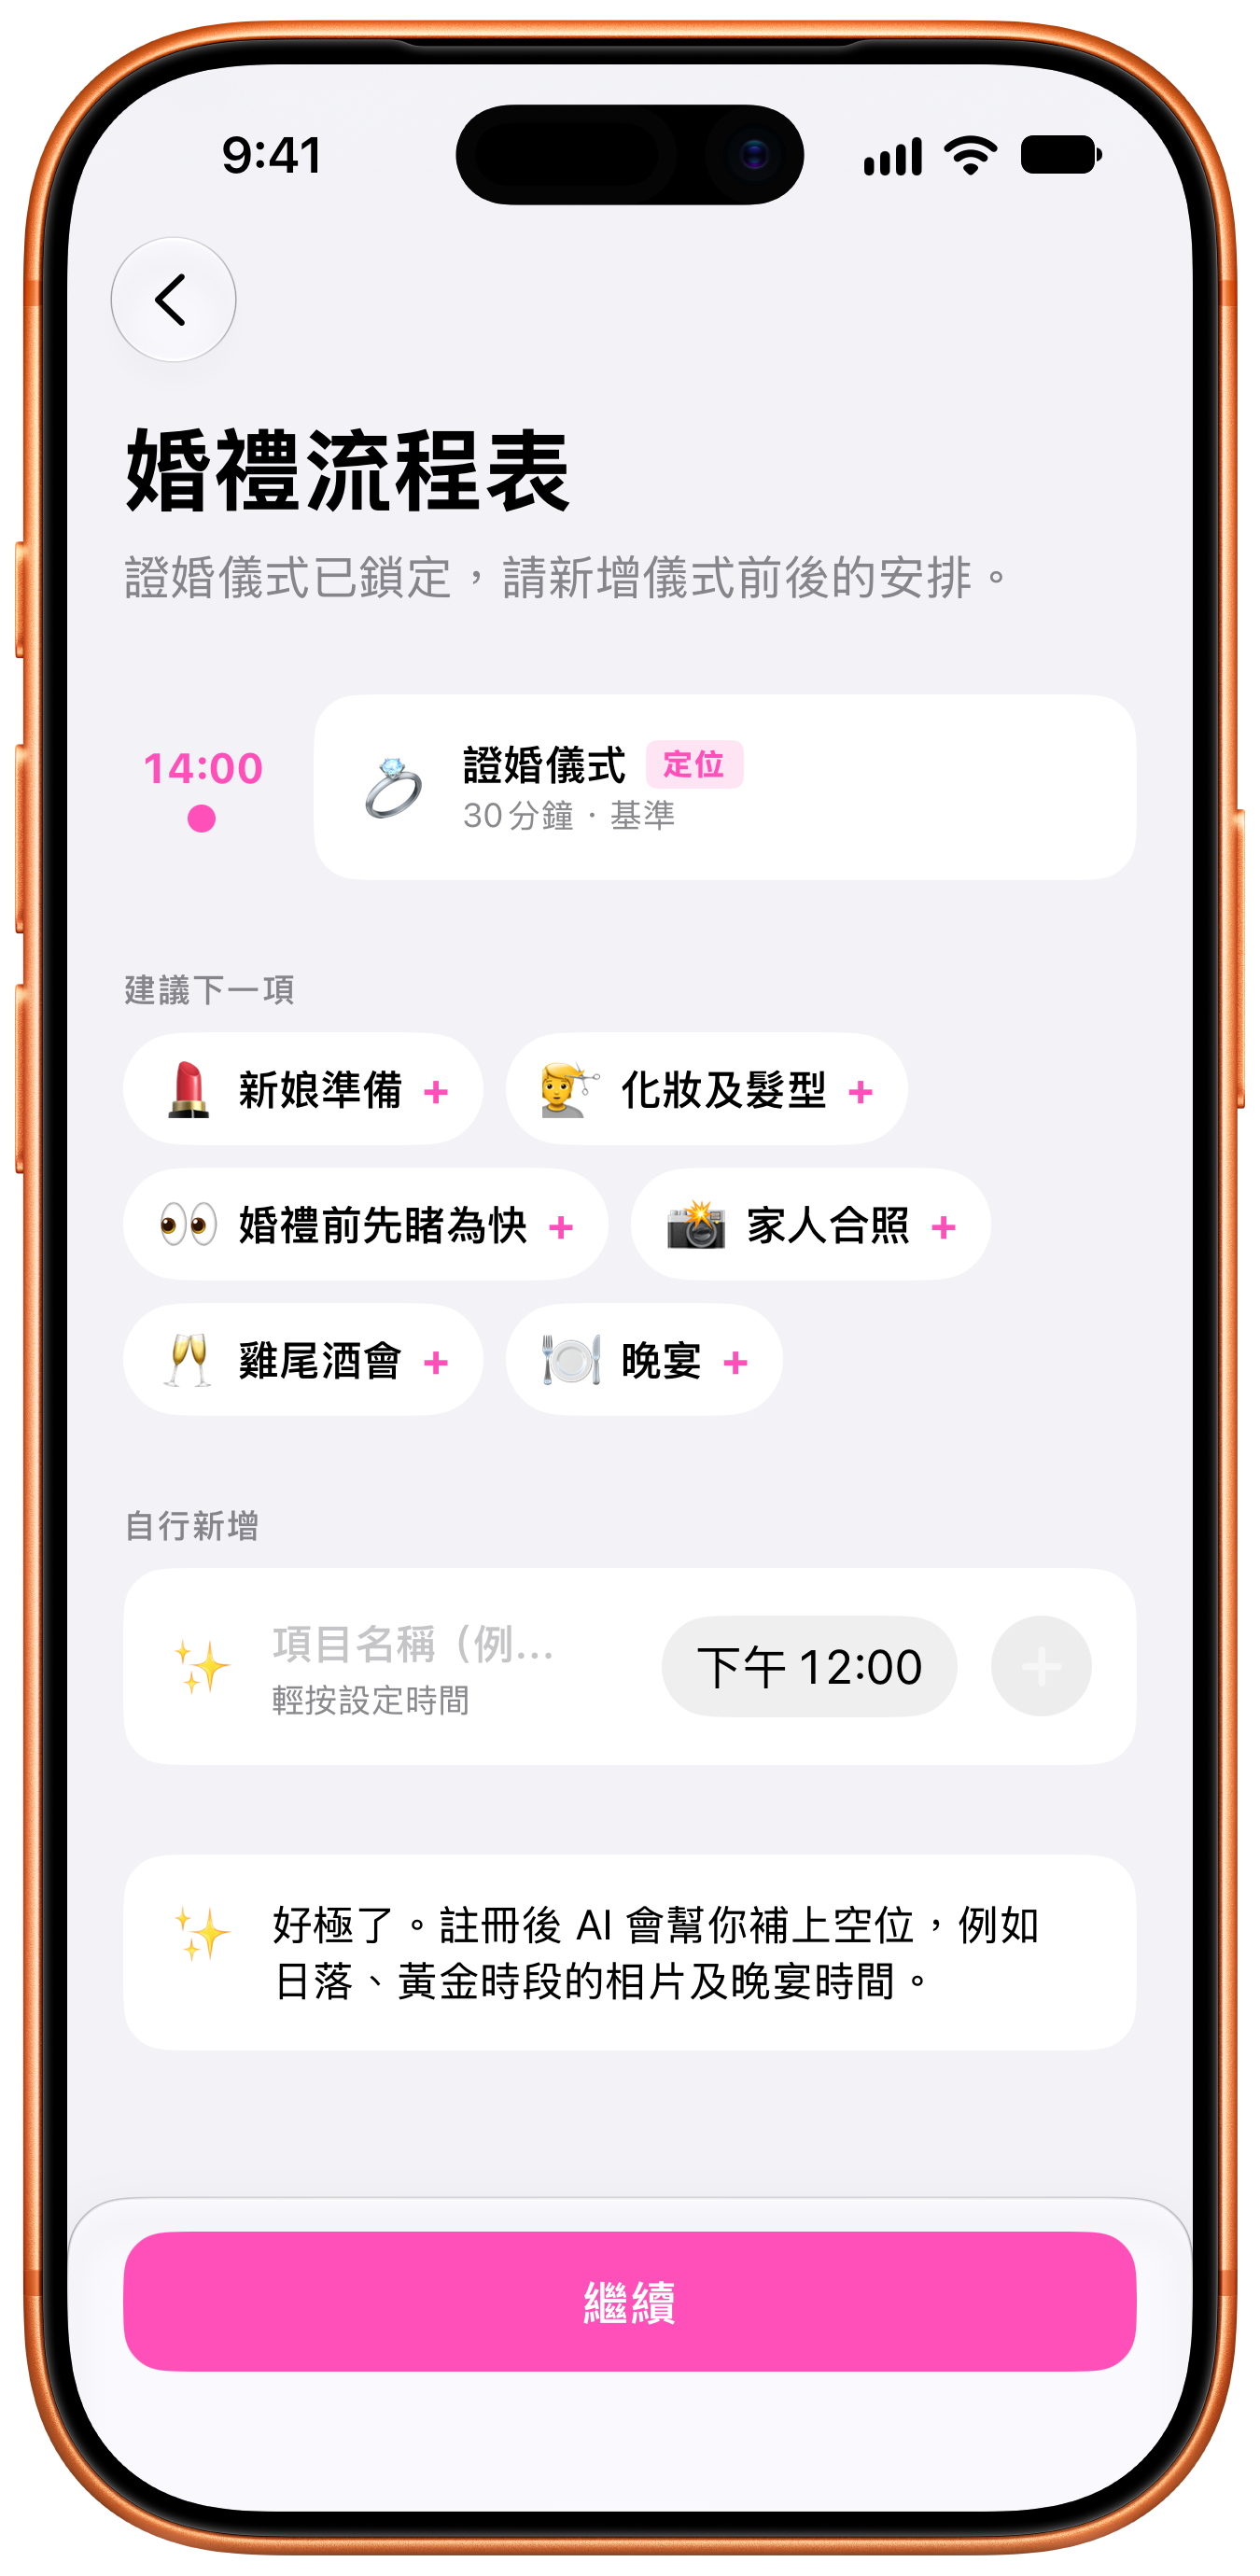 9:41
婚禮流程表
證婚儀式已鎖定，請新增儀式前後的安排。
14:00
證婚儀式 定位
30 分鐘 · 基準
建議下一項
新娘準備 +
化妝及髮型 +
婚禮前先睹為快 +
家人合照 +
雞尾酒會 +
晚宴 +
自行新增
項目名稱（例...
輕按設定時間
下午 12:00
好極了。註冊後 AI 會幫你補上空位，例如
日落、黃金時段的相片及晚宴時間。
繼續